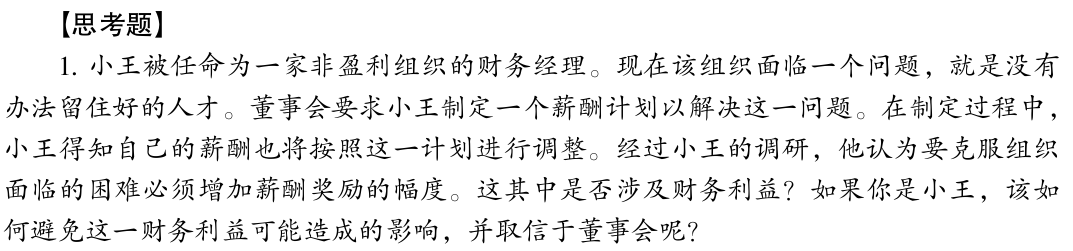 【思考题】
1. 小王被任命为一家非盈利组织的财务经理。现在该组织面临一个问题，就是没有
办法留住好的人才。董事会要求小王制定一个薪酬计划以解决这一问题。在制定过程中，
小王得知自己的薪酬也将按照这一计划进行调整。经过小王的调研，他认为要克服组织
面临的困难必须增加薪酬奖励的幅度。这其中是否涉及财务利益？如果你是小王，该如
何避免这一财务利益可能造成的影响，并取信于董事会呢？